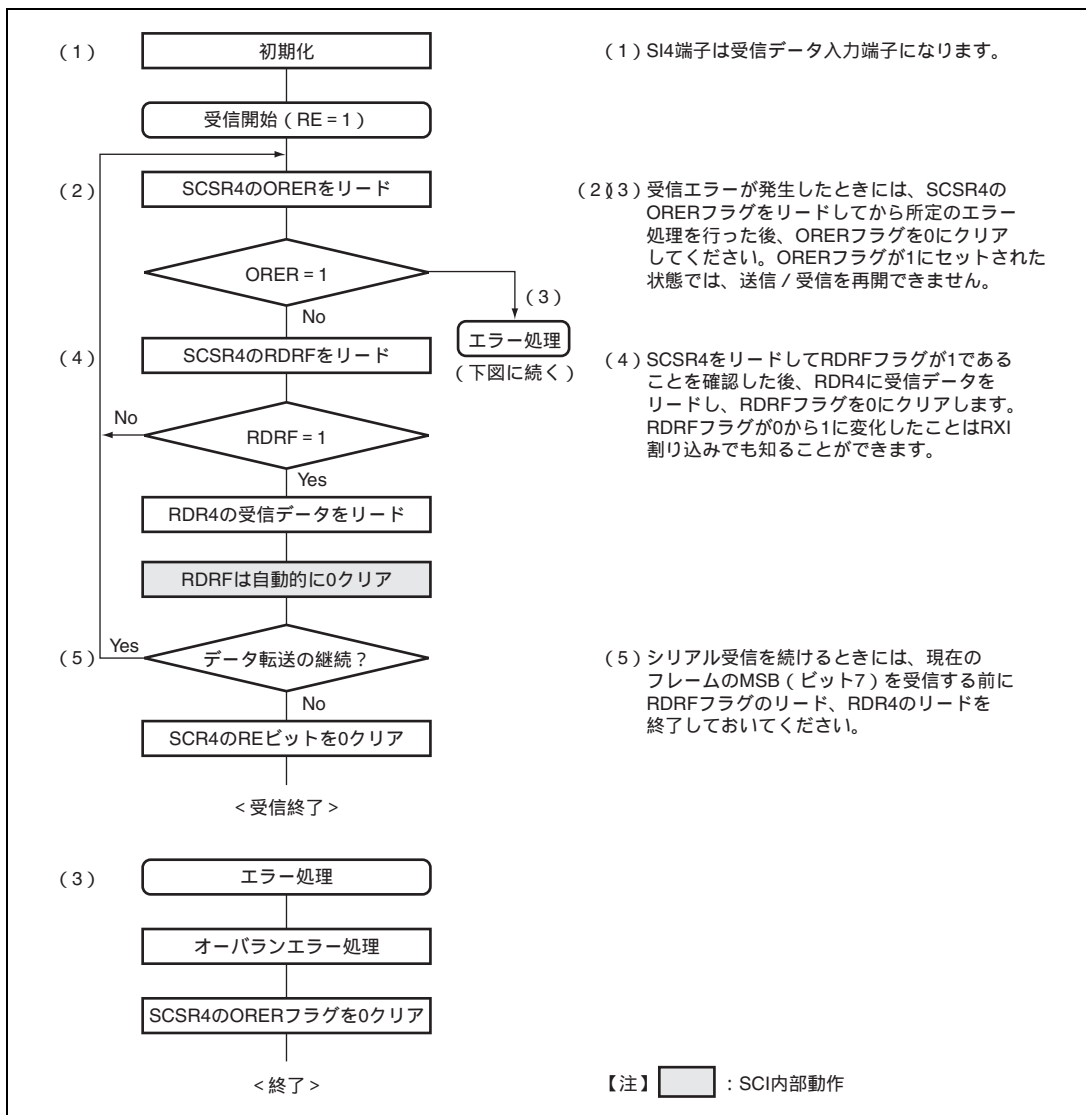 （1） 初期化
受信開始（RE = 1）
（2） SCSR4のORERをリード
ORER = 1
No
（3）
エラー処理
（下図に続く）
（4） SCSR4のRDRFをリード
No
RDRF = 1
Yes
RDR4の受信データをリード
RDRFは自動的に0クリア
Yes
（5） データ転送の継続？
No
SCR4のREビットを0クリア
＜受信終了＞
（1）SI4端子は受信データ入力端子になります。
（2）（3）受信エラーが発生したときには、SCSR4の
ORERフラグをリードしてから所定のエラー
処理を行った後、ORERフラグを0にクリア
してください。ORERフラグが1にセットされた
状態では、送信 / 受信を再開できません。
（4）SCSR4をリードしてRDRFフラグが1である
ことを確認した後、RDR4に受信データを
リードし、RDRFフラグを0にクリアします。
RDRFフラグが0から1に変化したことはRXI
割り込みでも知ることができます。
（5）シリアル受信を続けるときには、現在の
フレームのMSB（ビット7）を受信する前に
RDRFフラグのリード、RDR4のリードを
終了しておいてください。
（3） エラー処理
オーバランエラー処理
SCSR4のORERフラグを0クリア
＜終了＞
【注】 ：SCI内部動作